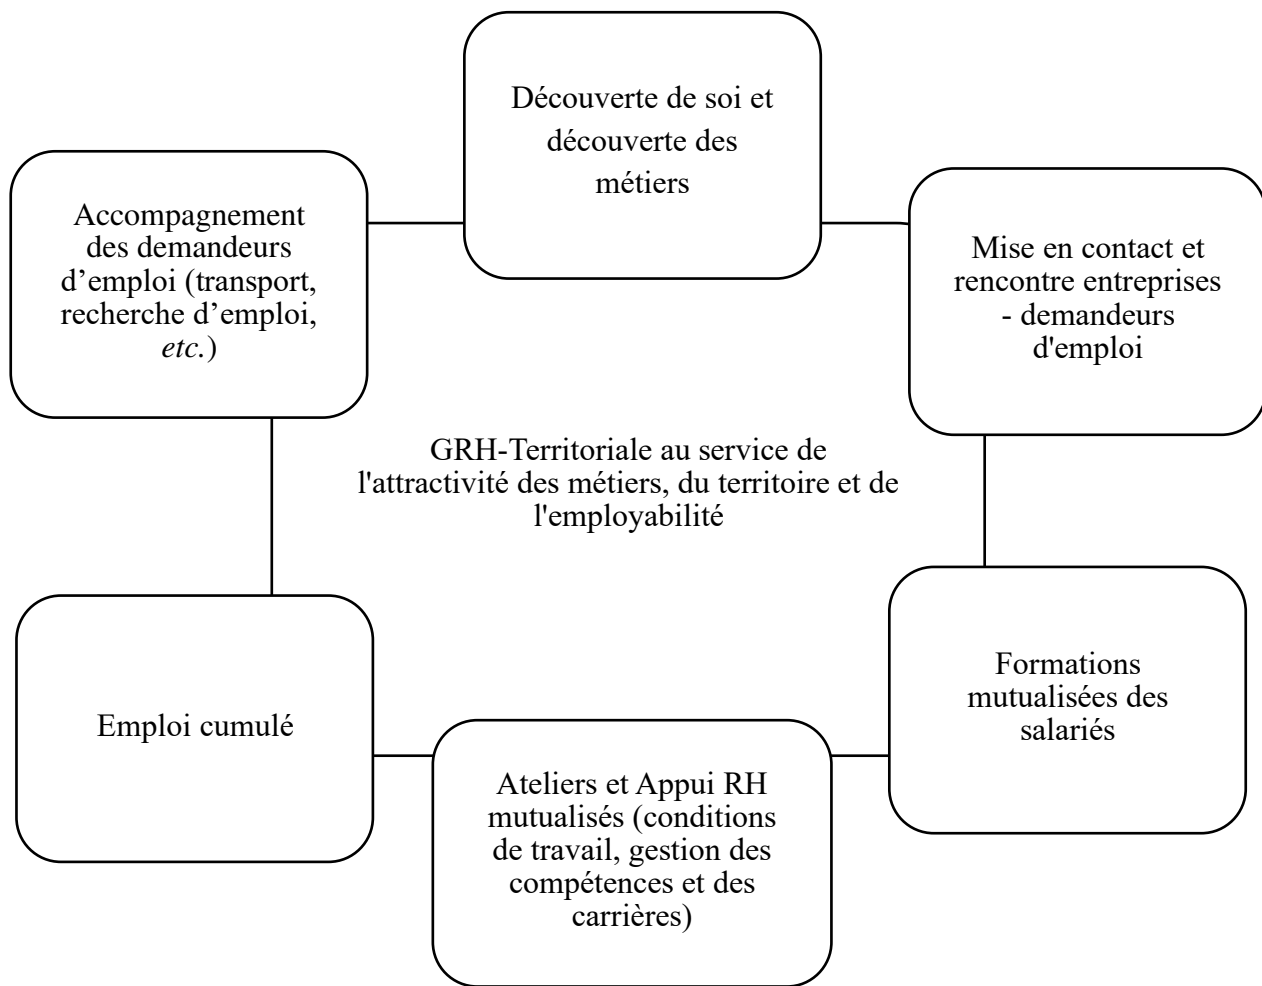 Découverte de soi et
découverte des
métiers
Accompagnement
des demandeurs
d’emploi (transport,
recherche d’emploi,
etc.)
Mise en contact et
rencontre entreprises
- demandeurs
d'emploi
GRH-Territoriale au service de
l'attractivité des métiers, du territoire et de
l'employabilité
Formations
mutualisées des
salariés
Emploi cumulé
Ateliers et Appui RH
mutualisés (conditions
de travail, gestion des
compétences et des
carrières)